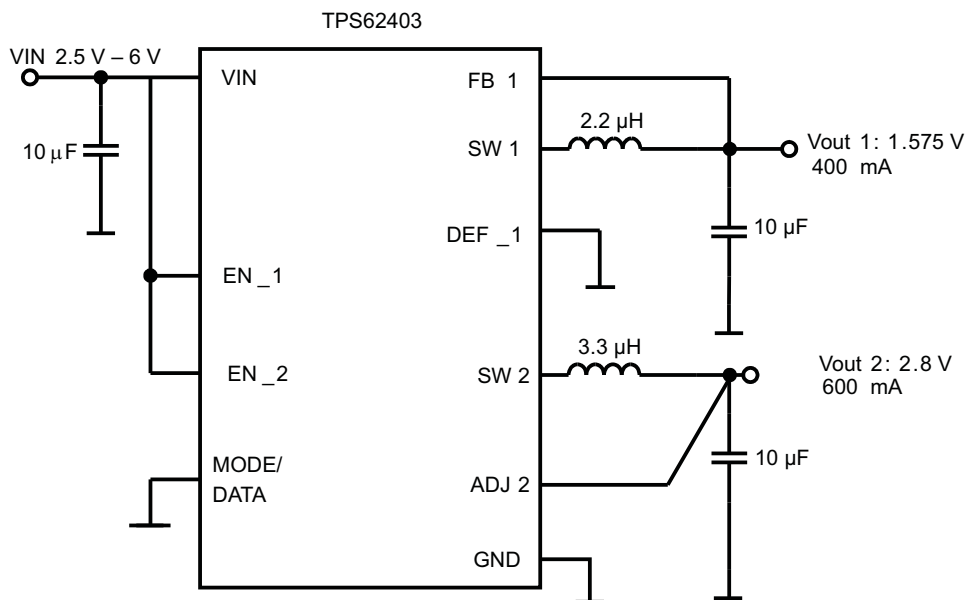 TPS62403
VIN 2.5 V – 6 V
VIN
FB 1
2.2 µH
10 µF
SW 1
Vout 1: 1.575 V
400 mA
DEF _1
10 µF
EN _1
3.3 µH
EN _2
SW 2
Vout 2: 2.8 V
600 mA
MODE/
DATA
ADJ 2
10 µF
GND